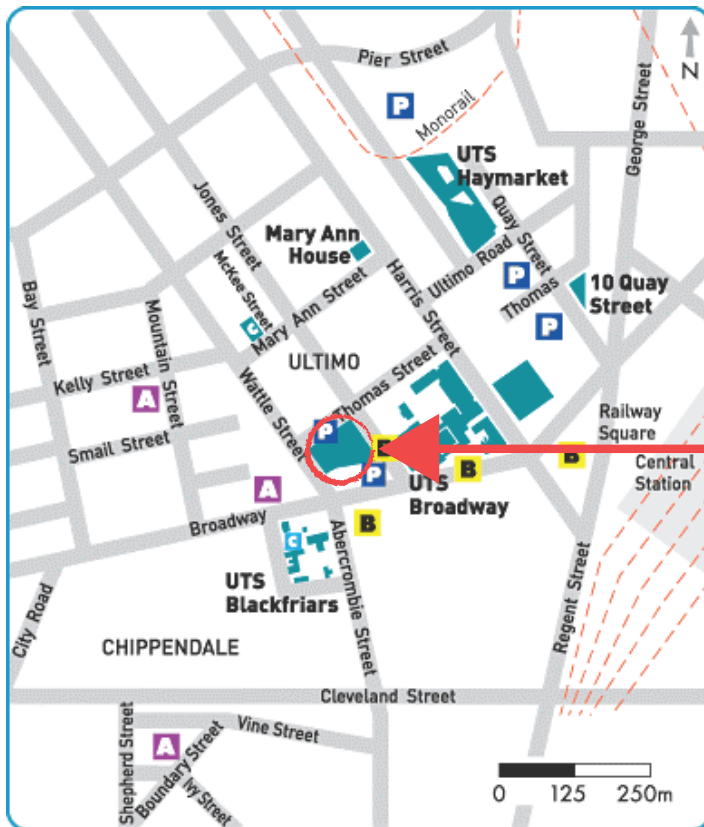 Pier Street
N
P
Monorail
George Street
UTS
Haymarket
Jones Street
Quay Street
Mary Ann
House
McKee Street
Harris Street
Ultimo Road
P
Thomas
10 Quay
Street
Bay Street
Mountain Street
C
Mary Ann Street
P
ULTIMO
Kelly Street
A
Wattle Street
Thomas Street
Smail Street
P
B
Railway
Square
B
B
Central
Station
A
P
UTS
Broadway
Broadway
B
C
Abercrombie Street
UTS
Blackfriars
City Road
Regent Street
CHIPPENDALE
Cleveland Street
Shepherd Street
A
Vine Street
Boundary Street
Ivy Street
0 125 250m